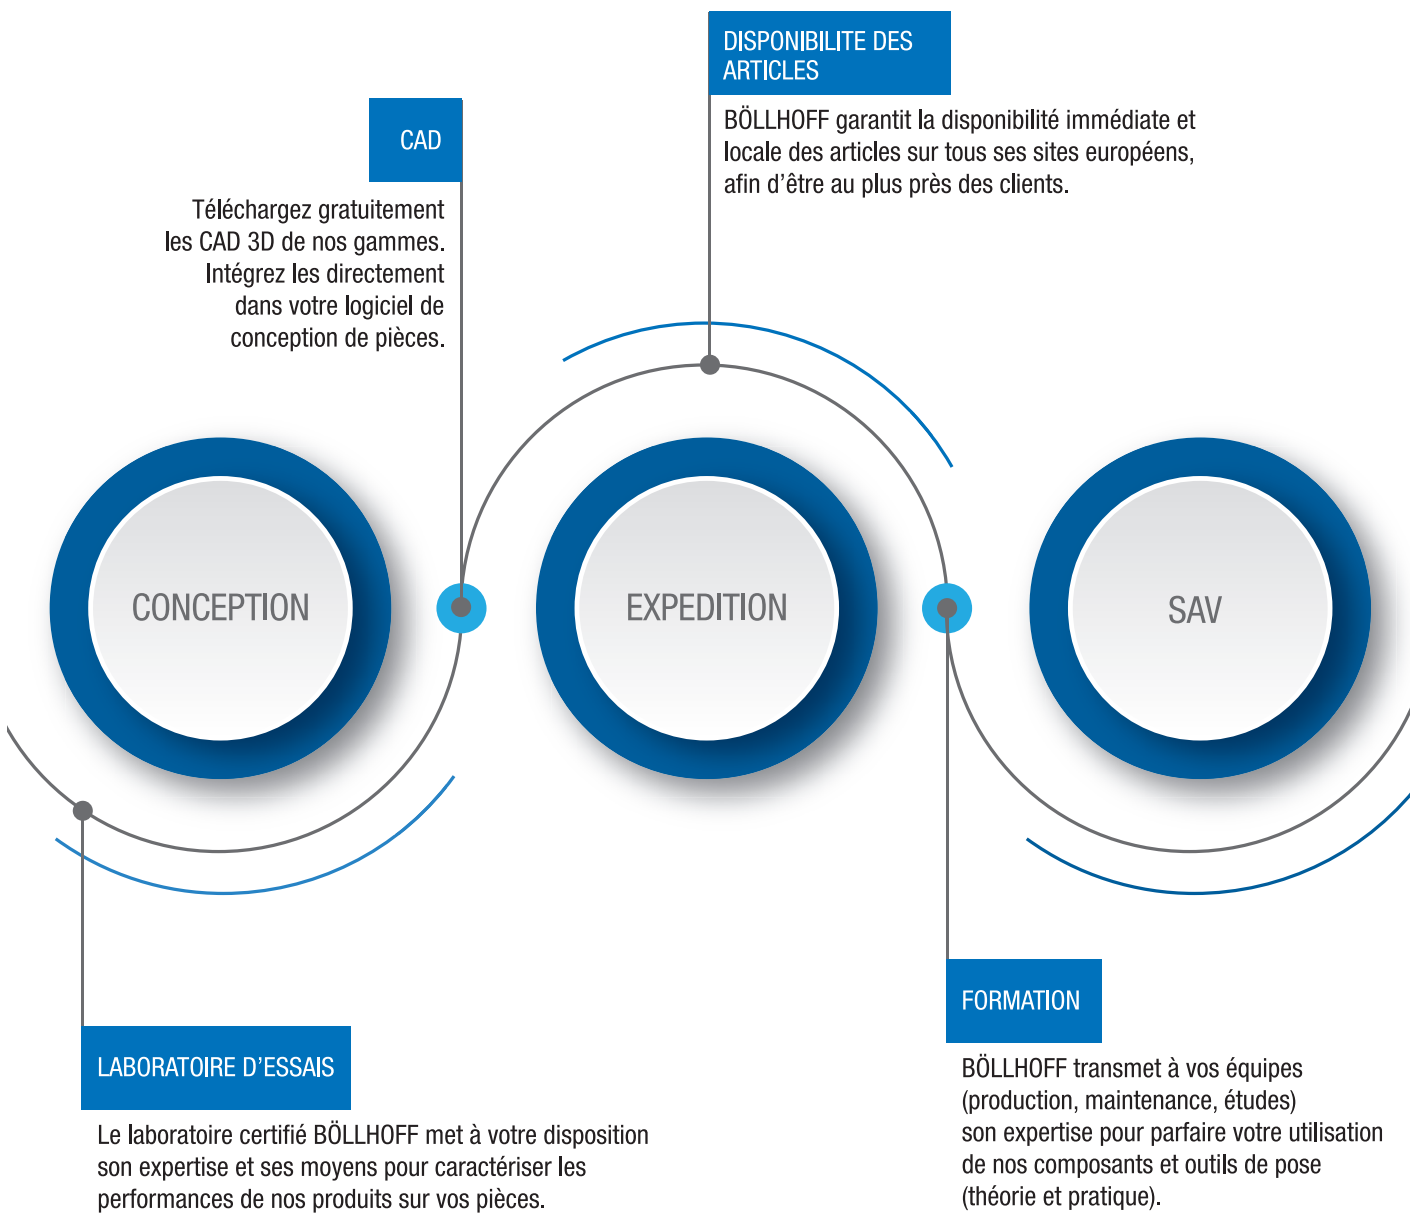 DISPONIBILITE DES
ARTICLES
BÖLLHOFF garantit la disponibilité immédiate et
locale des articles sur tous ses sites européens,
afin d'être au plus près des clients.
CAD
Téléchargez gratuitement
les CAD 3D de nos gammes.
Intégrez les directement
dans votre logiciel de
conception de pièces.
CONCEPTION
EXPEDITION
SAV
LABORATOIRE D'ESSAIS
Le laboratoire certifié BÖLLHOFF met à votre disposition
son expertise et ses moyens pour caractériser les
performances de nos produits sur vos pièces.
FORMATION
BÖLLHOFF transmet à vos équipes
(production, maintenance, études)
son expertise pour parfaire votre utilisation
de nos composants et outils de pose
(théorie et pratique).